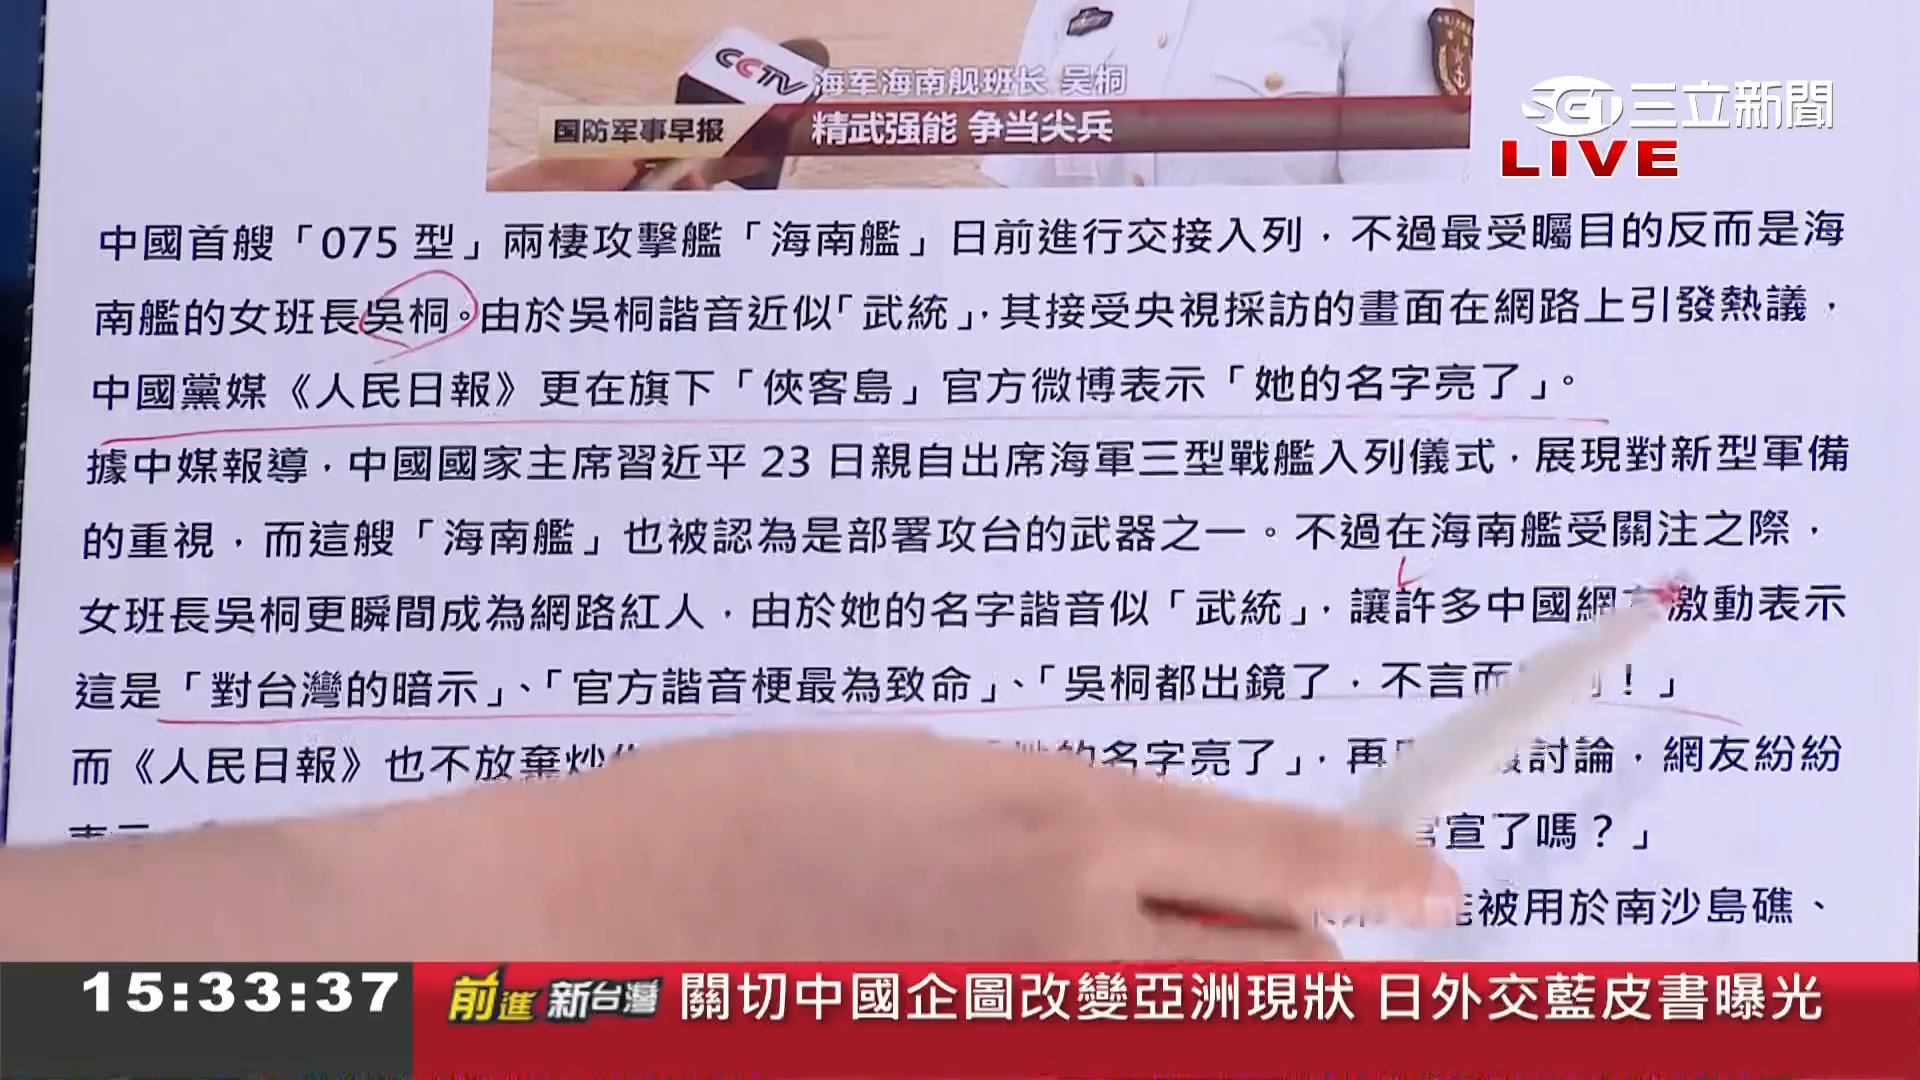 CCTV
海军海南舰班长 吴桐
国防军事早报
精武强能 争当尖兵
SET三立新聞
LIVE
中國首艘「075 型」兩棲攻擊艦「海南艦」日前進行交接入列，不過最受矚目的反而是海
南艦的女班長吳桐。由於吳桐諧音近似「武統」，其接受央視採訪的畫面在網路上引發熱議，
中國黨媒《人民日報》更在旗下「俠客島」官方微博表示「她的名字亮了」。
據中媒報導，中國國家主席習近平 23 日親自出席海軍三型戰艦入列儀式，展現對新型軍備
的重視，而這艘「海南艦」也被認為是部署攻台的武器之一。不過在海南艦受關注之際，
女班長吳桐更瞬間成為網路紅人，由於她的名字諧音似「武統」，讓許多中國網 激動表示
這是「對台灣的暗示」、「官方諧音梗最為致命」、「吳桐都出鏡了，不言而 ！」
而《人民日報》也不放棄炒 的名字亮了」，再 討論，網友紛紛
宣了嗎？」
被用於南沙島礁、
15:33:37
前進新台灣
關切中國企圖改變亞洲現狀 日外交藍皮書曝光